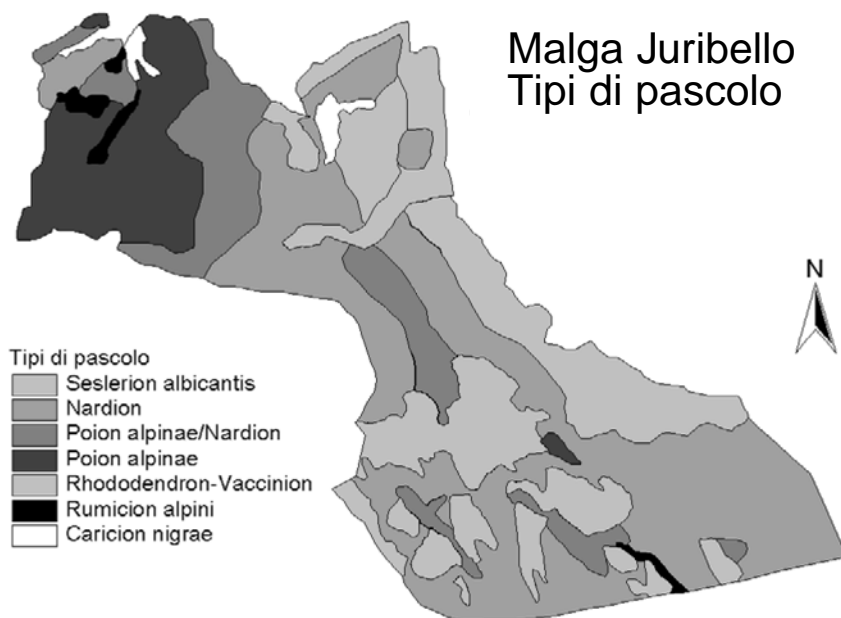 Malga Juribello
Tipi di pascolo
N
Tipi di pascolo
Seslerion albicantis
Nardion
Poion alpinae/Nardion
Poion alpinae
Rhododendron-Vaccinion
Rumicion alpini
Caricion nigrae